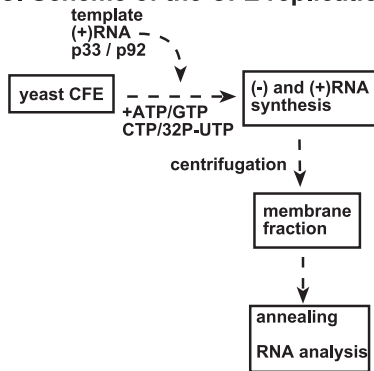 template
(+)RNA
p33 / p92
yeast CFE
+ATP/GTP
CTP/32P-UTP
(-) and (+)RNA
synthesis
centrifugation
membrane
fraction
annealing
RNA analysis